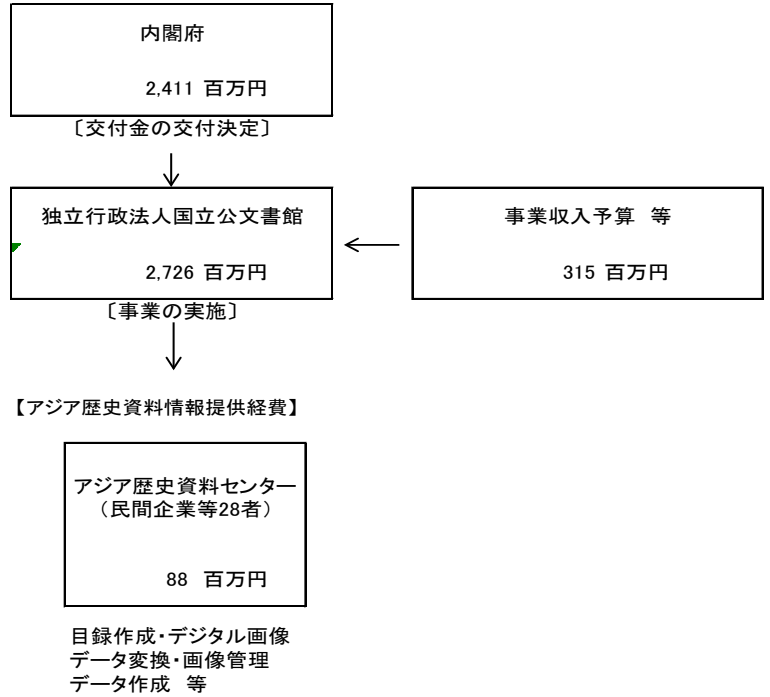 内閣府
2,411 百万円
〔交付金の交付決定〕
独立行政法人国立公文書館
2,726 百万円
事業収入予算　等
315 百万円
〔事業の実施〕
【アジア歴史資料情報提供経費】
アジア歴史資料センター
（民間企業等28者）
88　百万円
目録作成・デジタル画像
データ変換・画像管理
データ作成　等